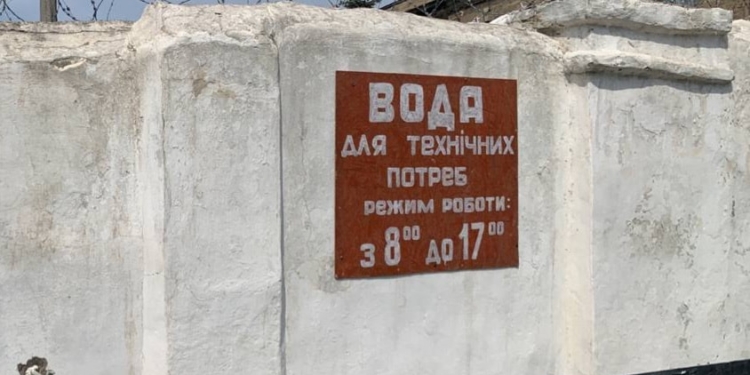 ВОДА
ДЛЯ ТЕХНІЧНИХ
ПОТРЕБ
РЕЖИМ РОБОТИ:
З 8⁰⁰ ДО 17⁰⁰